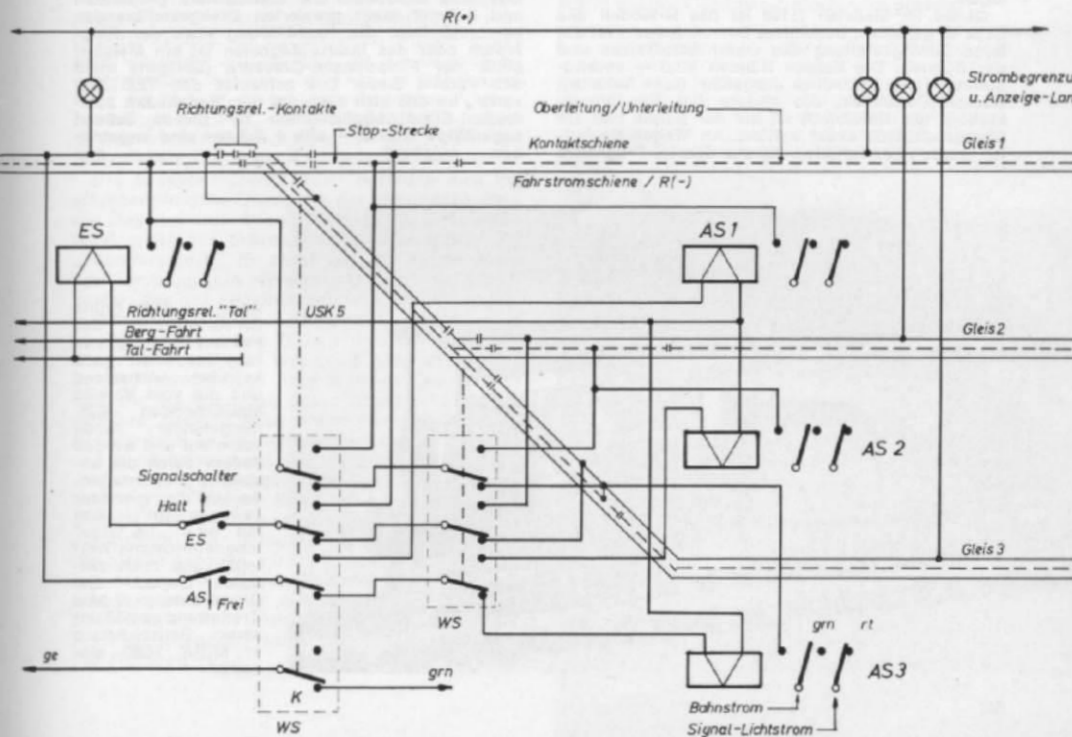 R(+)
Strombegrenzu
u. Anzeige-Lan
Richtungsrel.-Kontakte
Oberleitung/Unterleitung
Stop-Strecke
Kontaktschiene
Gleis 1
Fahrstromschiene / R(-)
ES
AS 1
Richtungsrel. "Tal"
USK 5
Berg-Fahrt
Tal-Fahrt
Gleis 2
AS 2
Signalschalter
Halt
ES
Gleis 3
AS
Frei
WS
grn rt
AS3
ge
grn
K
Bahnstrom
WS
Signal-Lichtstrom